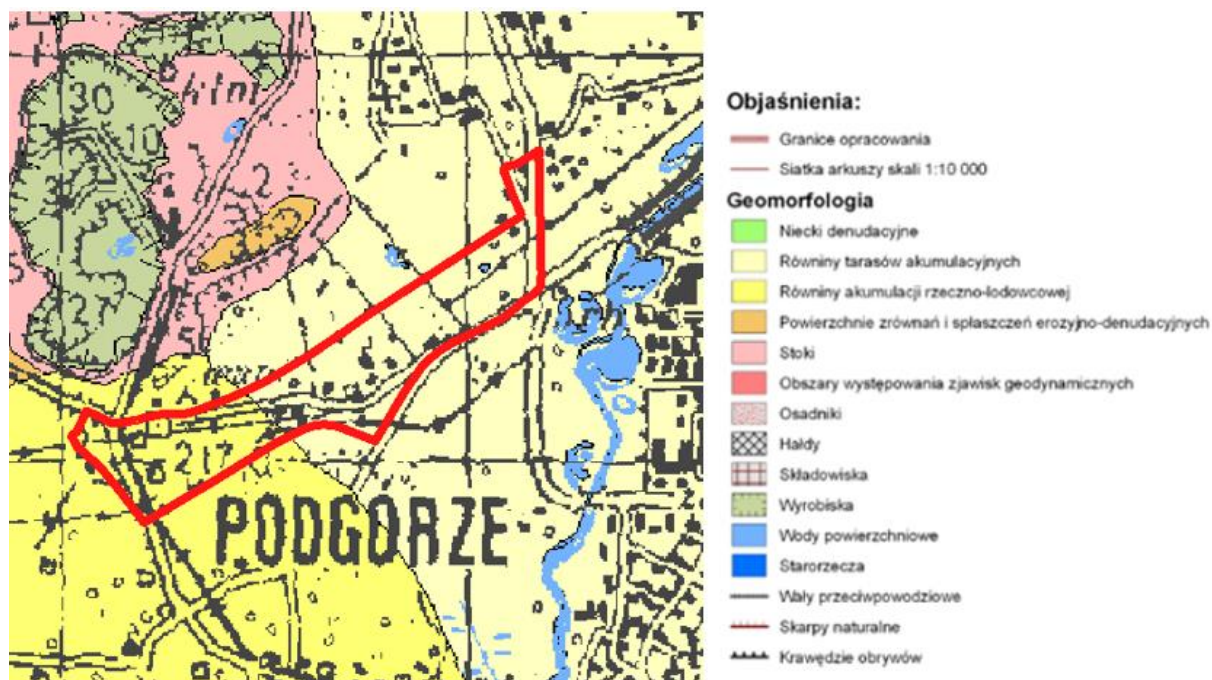 30
10
2
27
217
PODGORZE
Objaśnienia:
Granice opracowania
Siatka arkuszy skali 1:10 000
Geomorfologia
Niecki denudacyjne
Równiny tarasów akumulacyjnych
Równiny akumulacji rzeczno-lodowcowej
Powierzchnie zrównań i spłaszczeń erozyjno-denudacyjnych
Stoki
Obszary występowania zjawisk geodynamicznych
Osadniki
Hałdy
Składowiska
Wyrobiska
Wody powierzchniowe
Starorzecza
Wały przeciwpowodziowe
Skarpy naturalne
Krawędzie obrywów